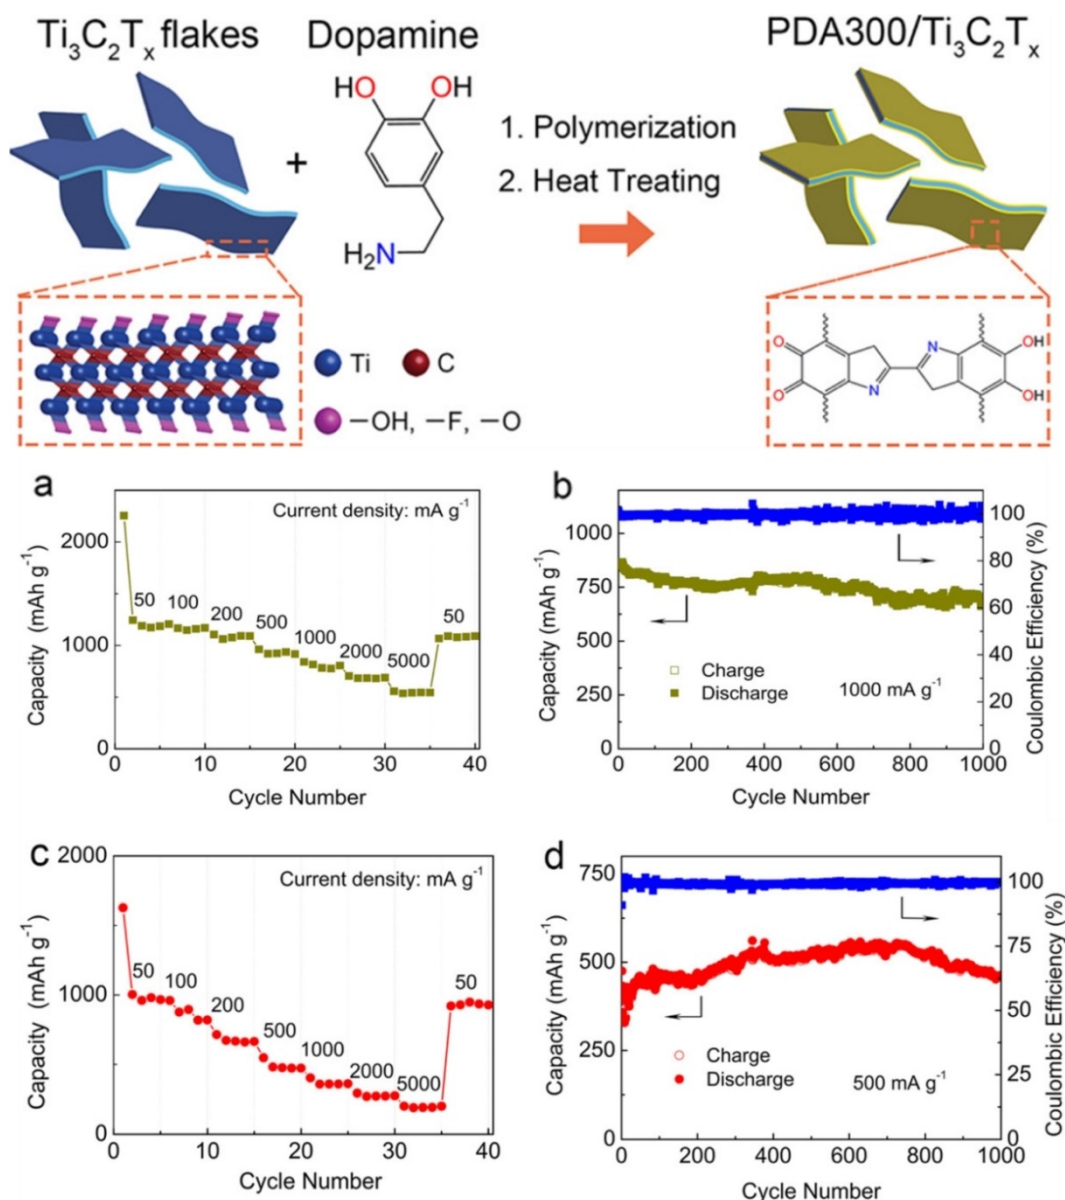 Ti₃C₂Tₓ flakes
Dopamine
PDA300/Ti₃C₂Tₓ
HO
OH
H₂N
+
1. Polymerization
2. Heat Treating
Ti
C
−OH, −F, −O
O
O
N
N
OH
OH
a
Current density: mA g⁻¹
Capacity (mAh g⁻¹)
2000
1000
0
50
100
200
500
1000
2000
5000
50
0
10
20
30
40
Cycle Number
b
Capacity (mAh g⁻¹)
1000
750
500
250
0
Charge
Discharge
1000 mA g⁻¹
100
80
60
40
20
0
Coulombic Efficiency (%)
0
200
400
600
800
1000
Cycle Number
c
Current density: mA g⁻¹
Capacity (mAh g⁻¹)
2000
1000
0
50
100
200
500
1000
2000
5000
50
0
10
20
30
40
Cycle Number
d
Capacity (mAh g⁻¹)
750
500
250
0
Charge
Discharge
500 mA g⁻¹
100
75
50
25
0
Coulombic Efficiency (%)
0
200
400
600
800
1000
Cycle Number